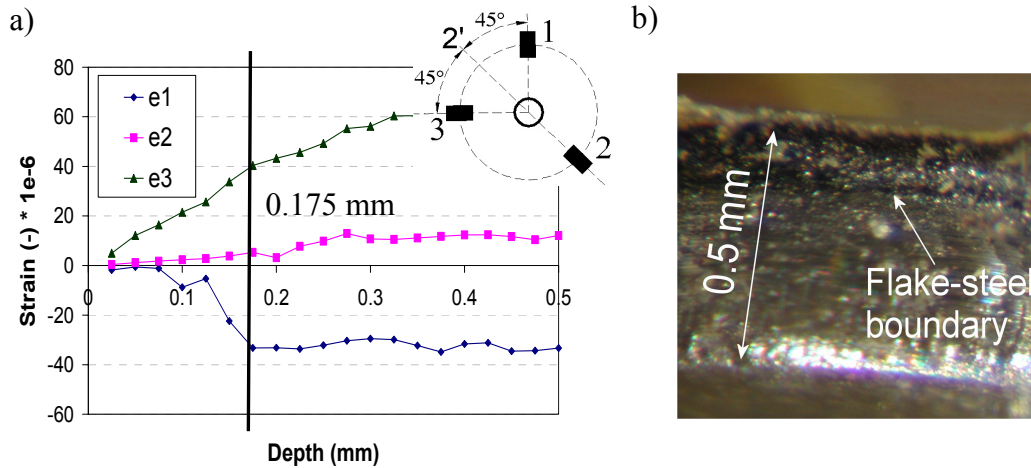 a)
b)
80
60
40
20
0
-20
-40
-60
Strain (-) * 1e-6
e1
e2
e3
0.175 mm
0
0.1
0.2
0.3
0.4
0.5
Depth (mm)
45°
45°
2'
1
3
2
0.5 mm
Flake-steel
boundary